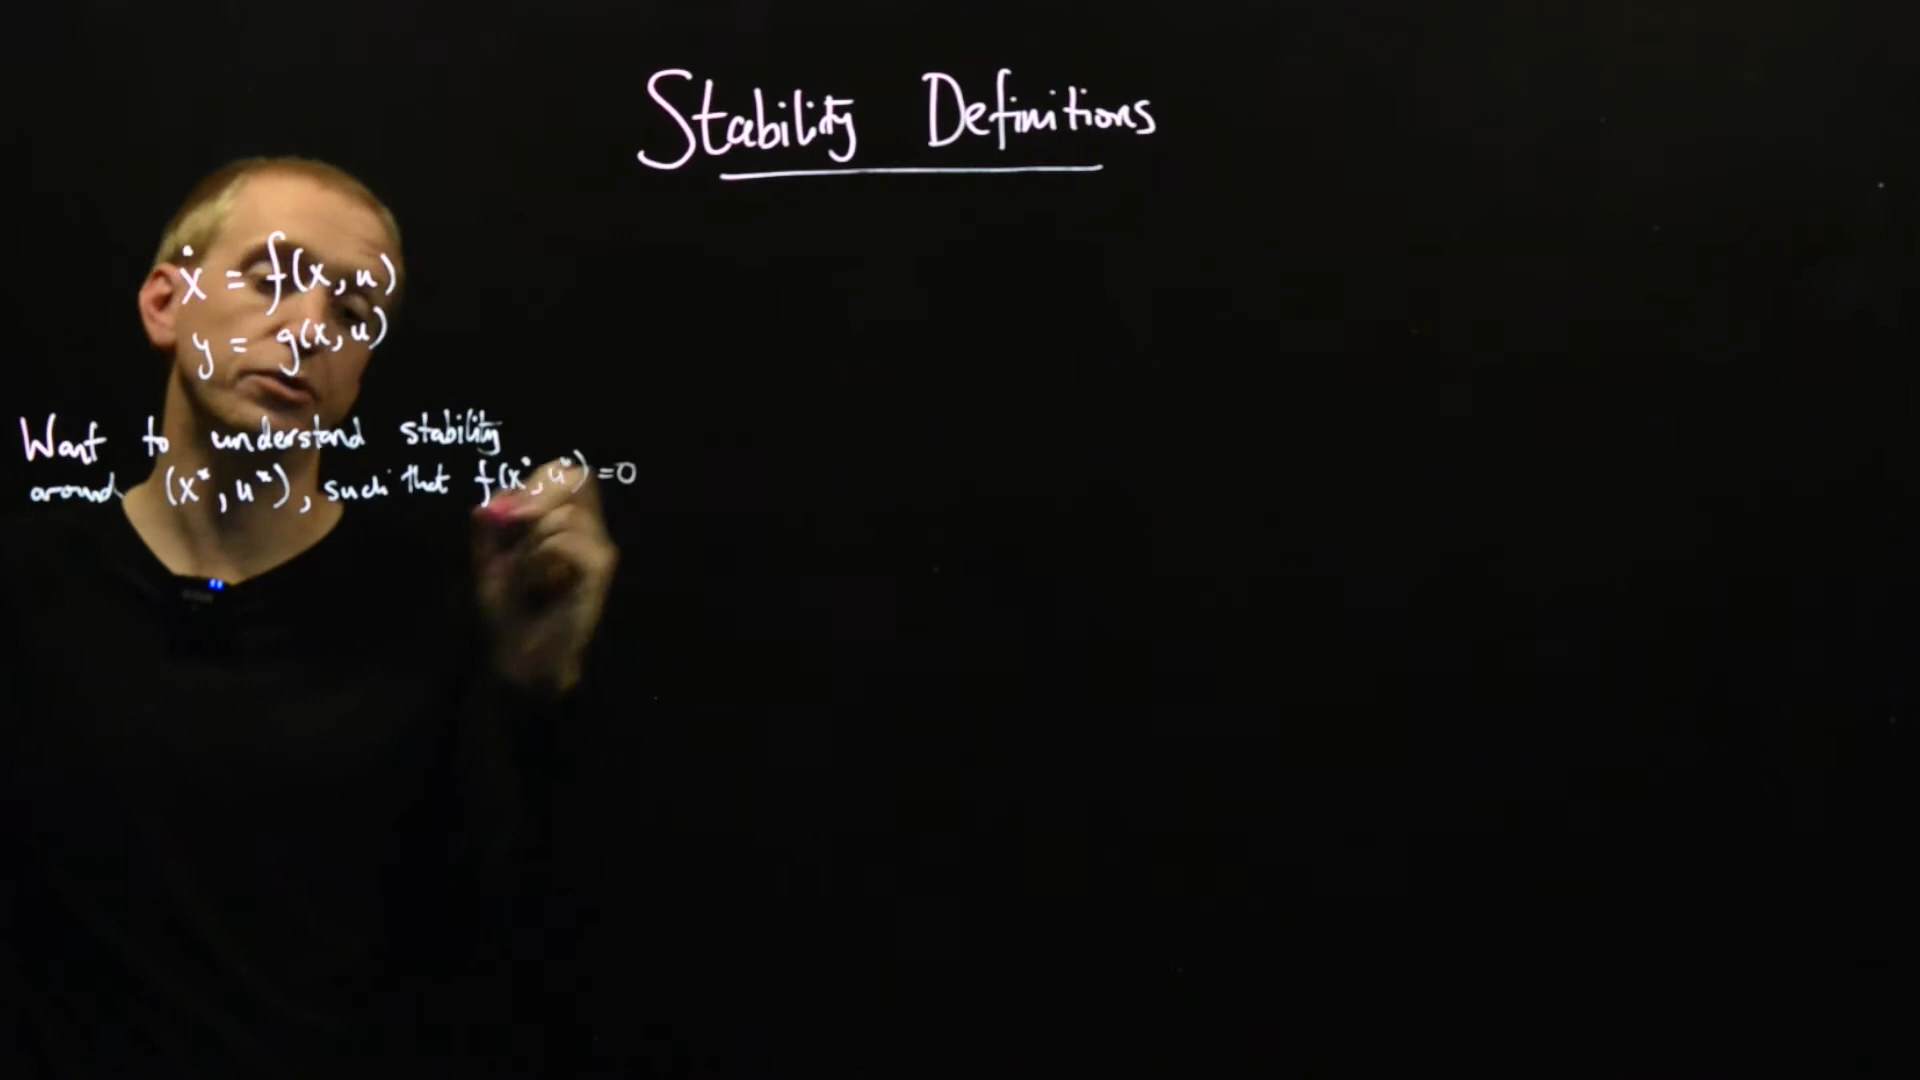 Stability Definitions
ẋ = f(x, u)
y = g(x, u)
Want to understand stability
around (x*, u*), such that f(x*, u*) = 0